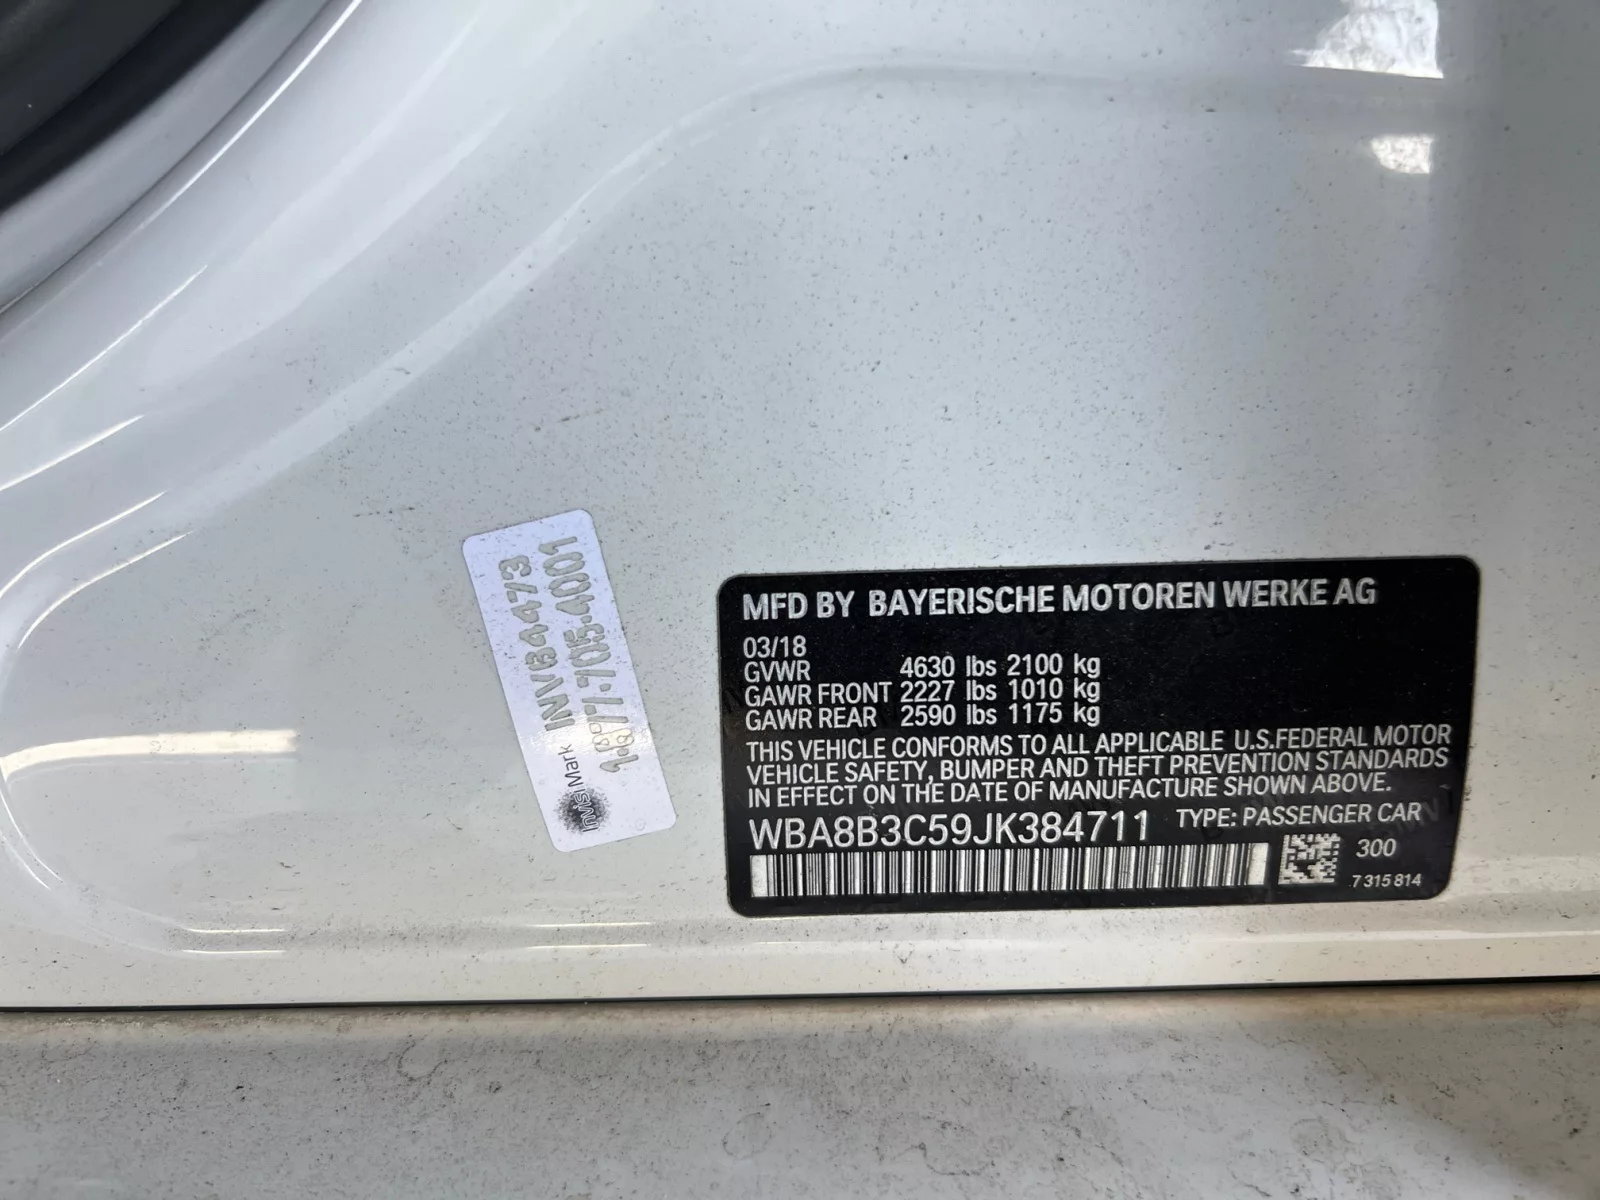 InvisiMark
INV84473
1-877-705-4001
MFD BY BAYERISCHE MOTOREN WERKE AG
03/18
GVWR 4630 lbs 2100 kg
GAWR FRONT 2227 lbs 1010 kg
GAWR REAR 2590 lbs 1175 kg
THIS VEHICLE CONFORMS TO ALL APPLICABLE U.S.FEDERAL MOTOR
VEHICLE SAFETY, BUMPER AND THEFT PREVENTION STANDARDS
IN EFFECT ON THE DATE OF MANUFACTURE SHOWN ABOVE.
WBA8B3C59JK384711 TYPE: PASSENGER CAR
300
7 315 814